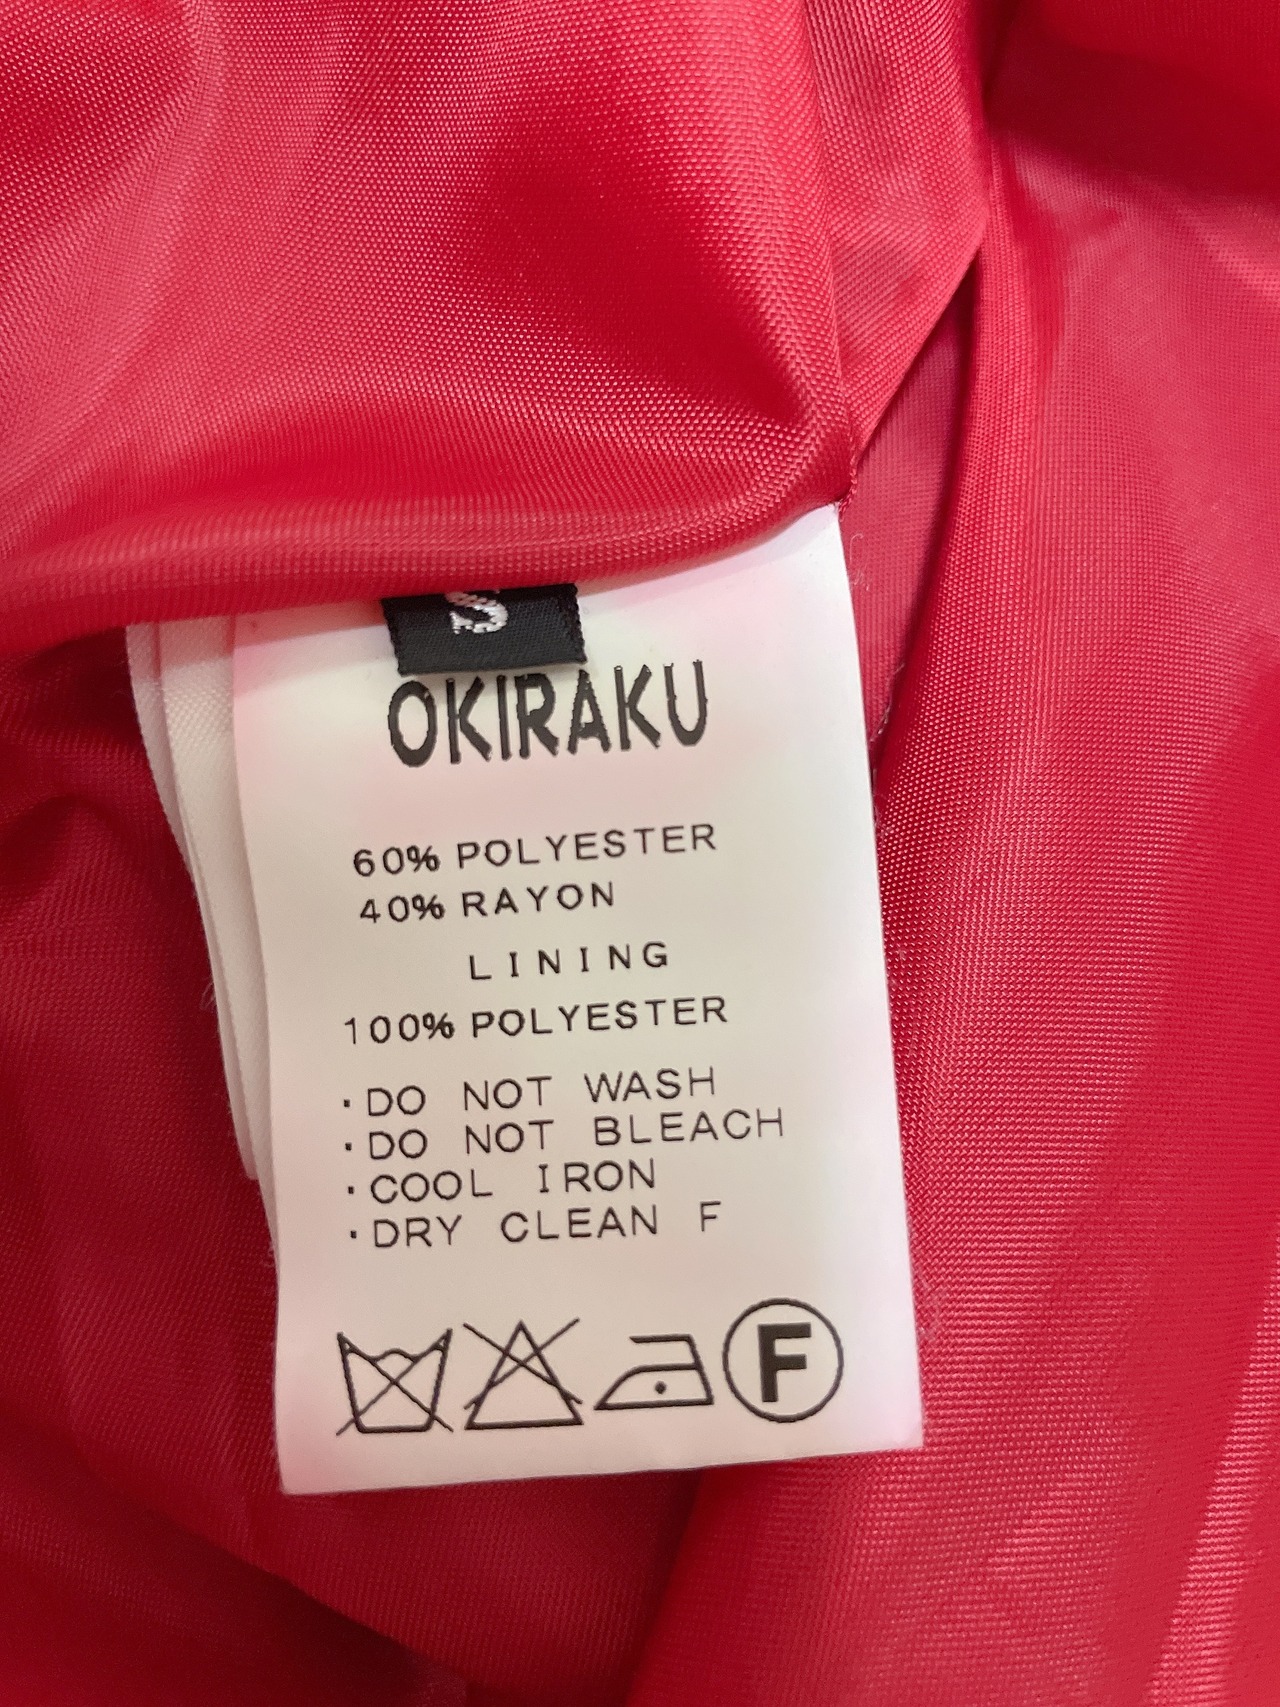 S
OKIRAKU
60% POLYESTER
40% RAYON
LINING
100% POLYESTER
·DO NOT WASH
·DO NOT BLEACH
·COOL IRON
·DRY CLEAN F
F